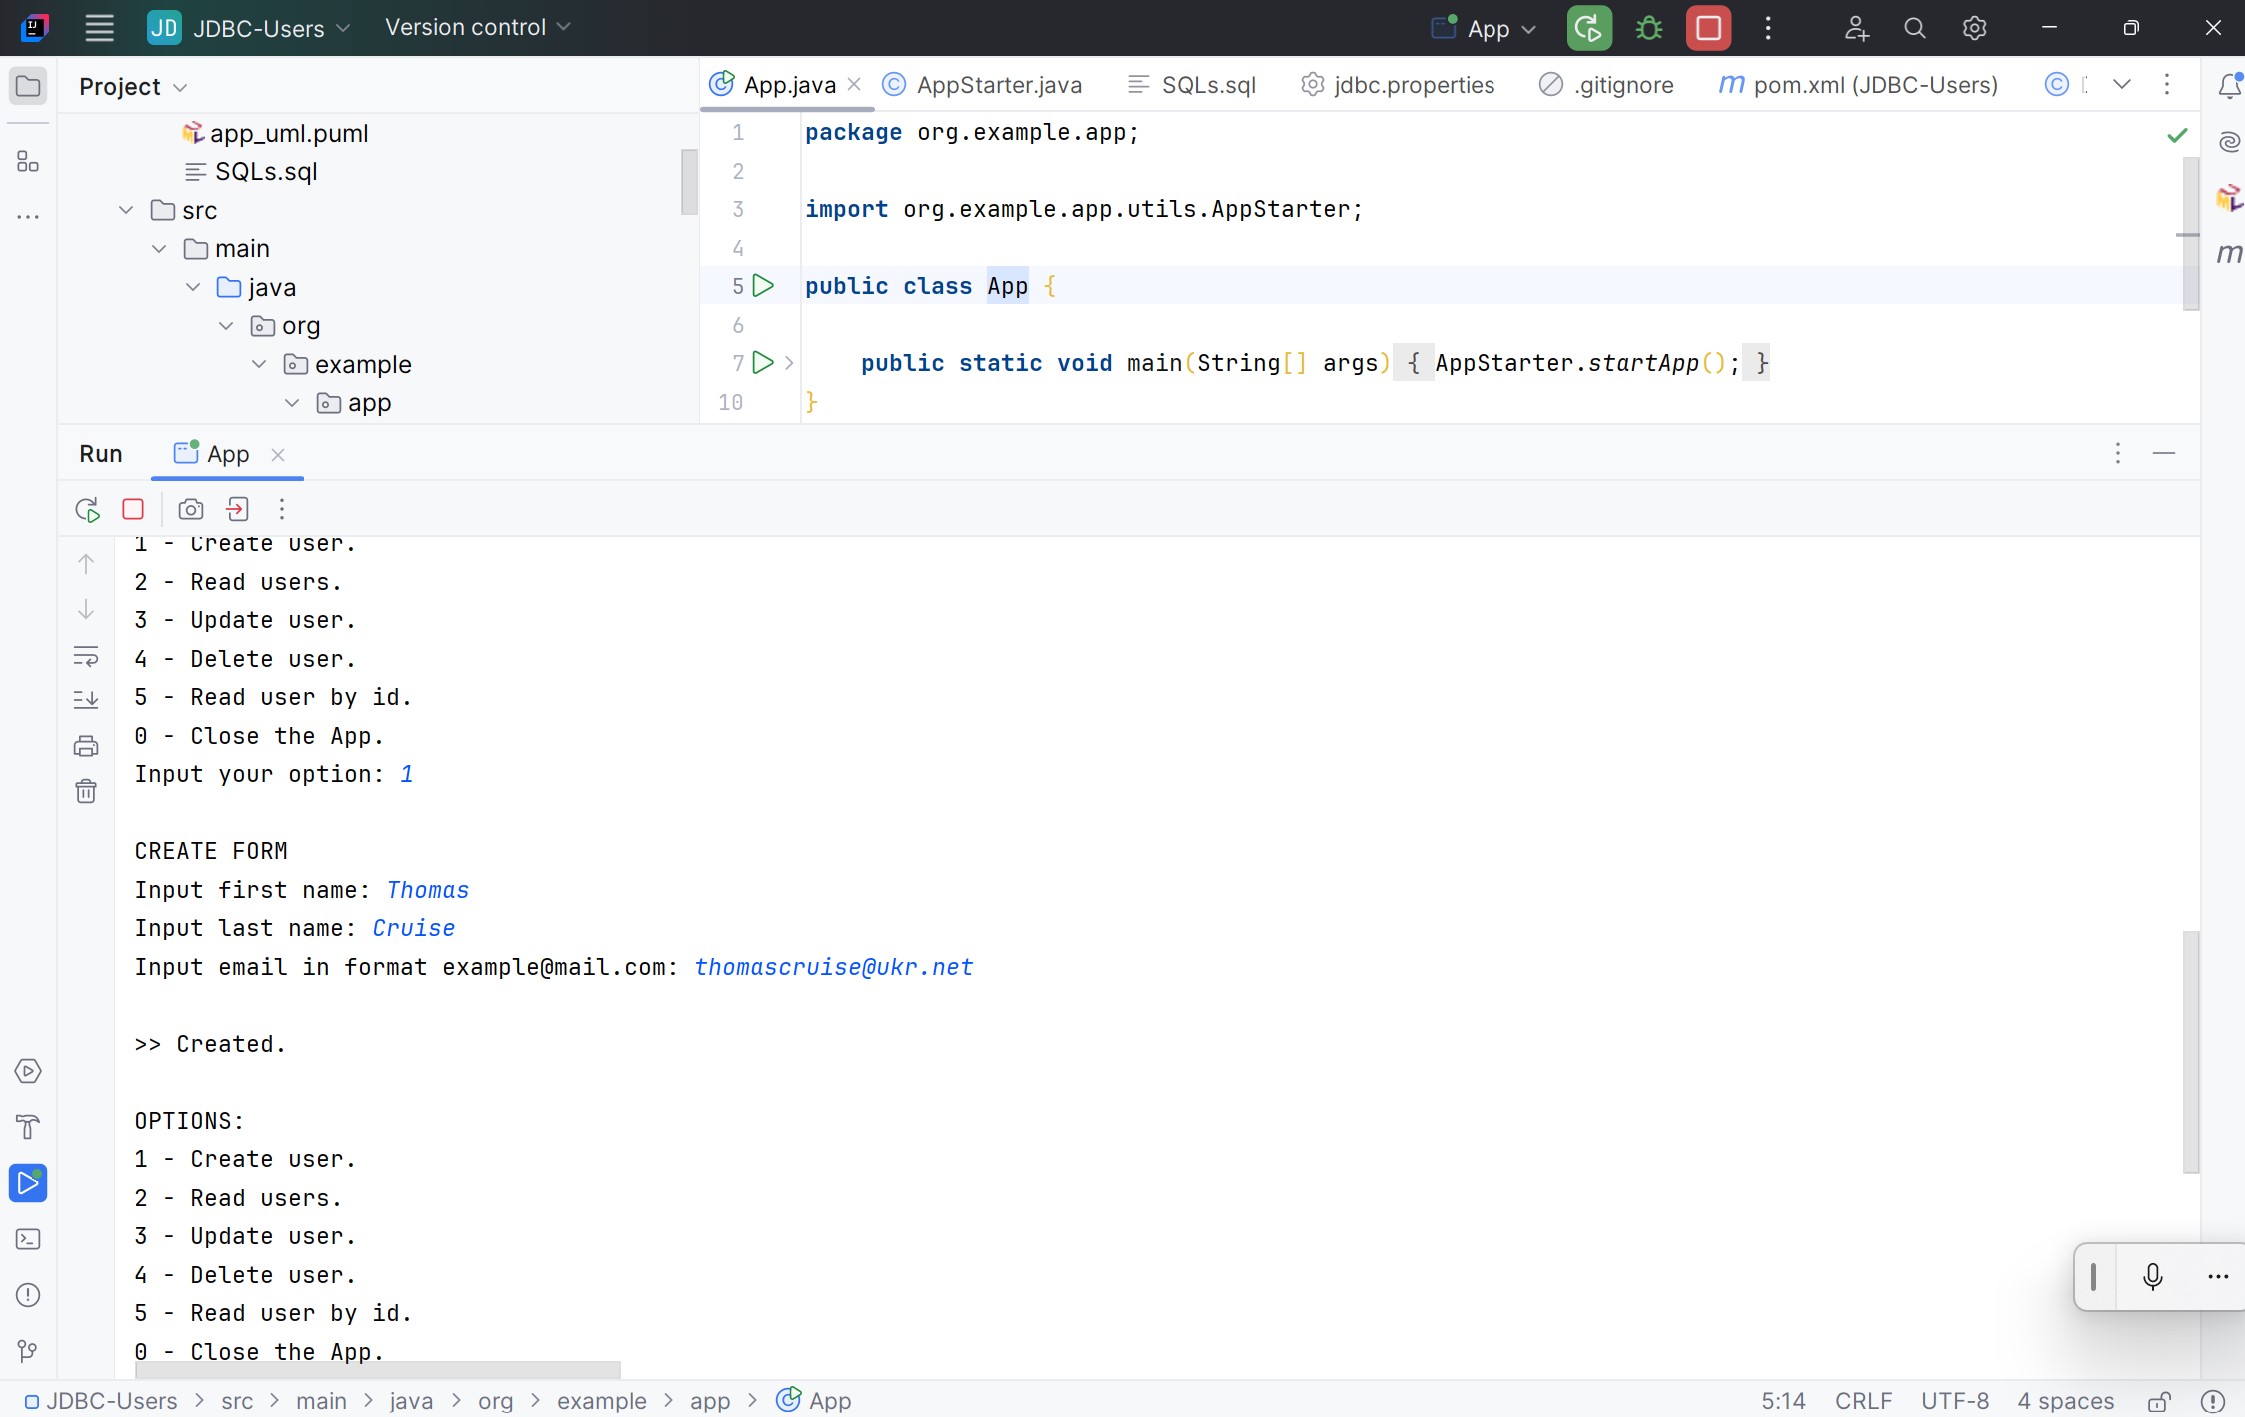 JD JDBC-Users Version control App
Project
App.java AppStarter.java SQLs.sql jdbc.properties .gitignore pom.xml (JDBC-Users)
app_uml.puml
SQLs.sql
src
main
java
org
example
app
1 package org.example.app;
2
3 import org.example.app.utils.AppStarter;
4
5 public class App {
6
7 public static void main(String[] args) { AppStarter.startApp(); }
10 }
Run App
1 - Create user.
2 - Read users.
3 - Update user.
4 - Delete user.
5 - Read user by id.
0 - Close the App.
Input your option: 1
CREATE FORM
Input first name: Thomas
Input last name: Cruise
Input email in format example@mail.com: thomascruise@ukr.net
>> Created.
OPTIONS:
1 - Create user.
2 - Read users.
3 - Update user.
4 - Delete user.
5 - Read user by id.
0 - Close the App.
JDBC-Users > src > main > java > org > example > app > App 5:14 CRLF UTF-8 4 spaces